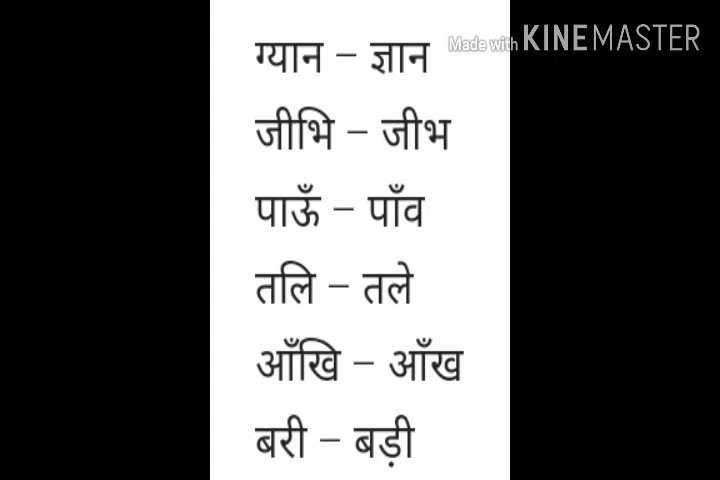 Made with KINEMASTER
ग्यान – ज्ञान
जीभि – जीभ
पाऊँ – पाँव
तलि – तले
आँखि – आँख
बरी – बड़ी